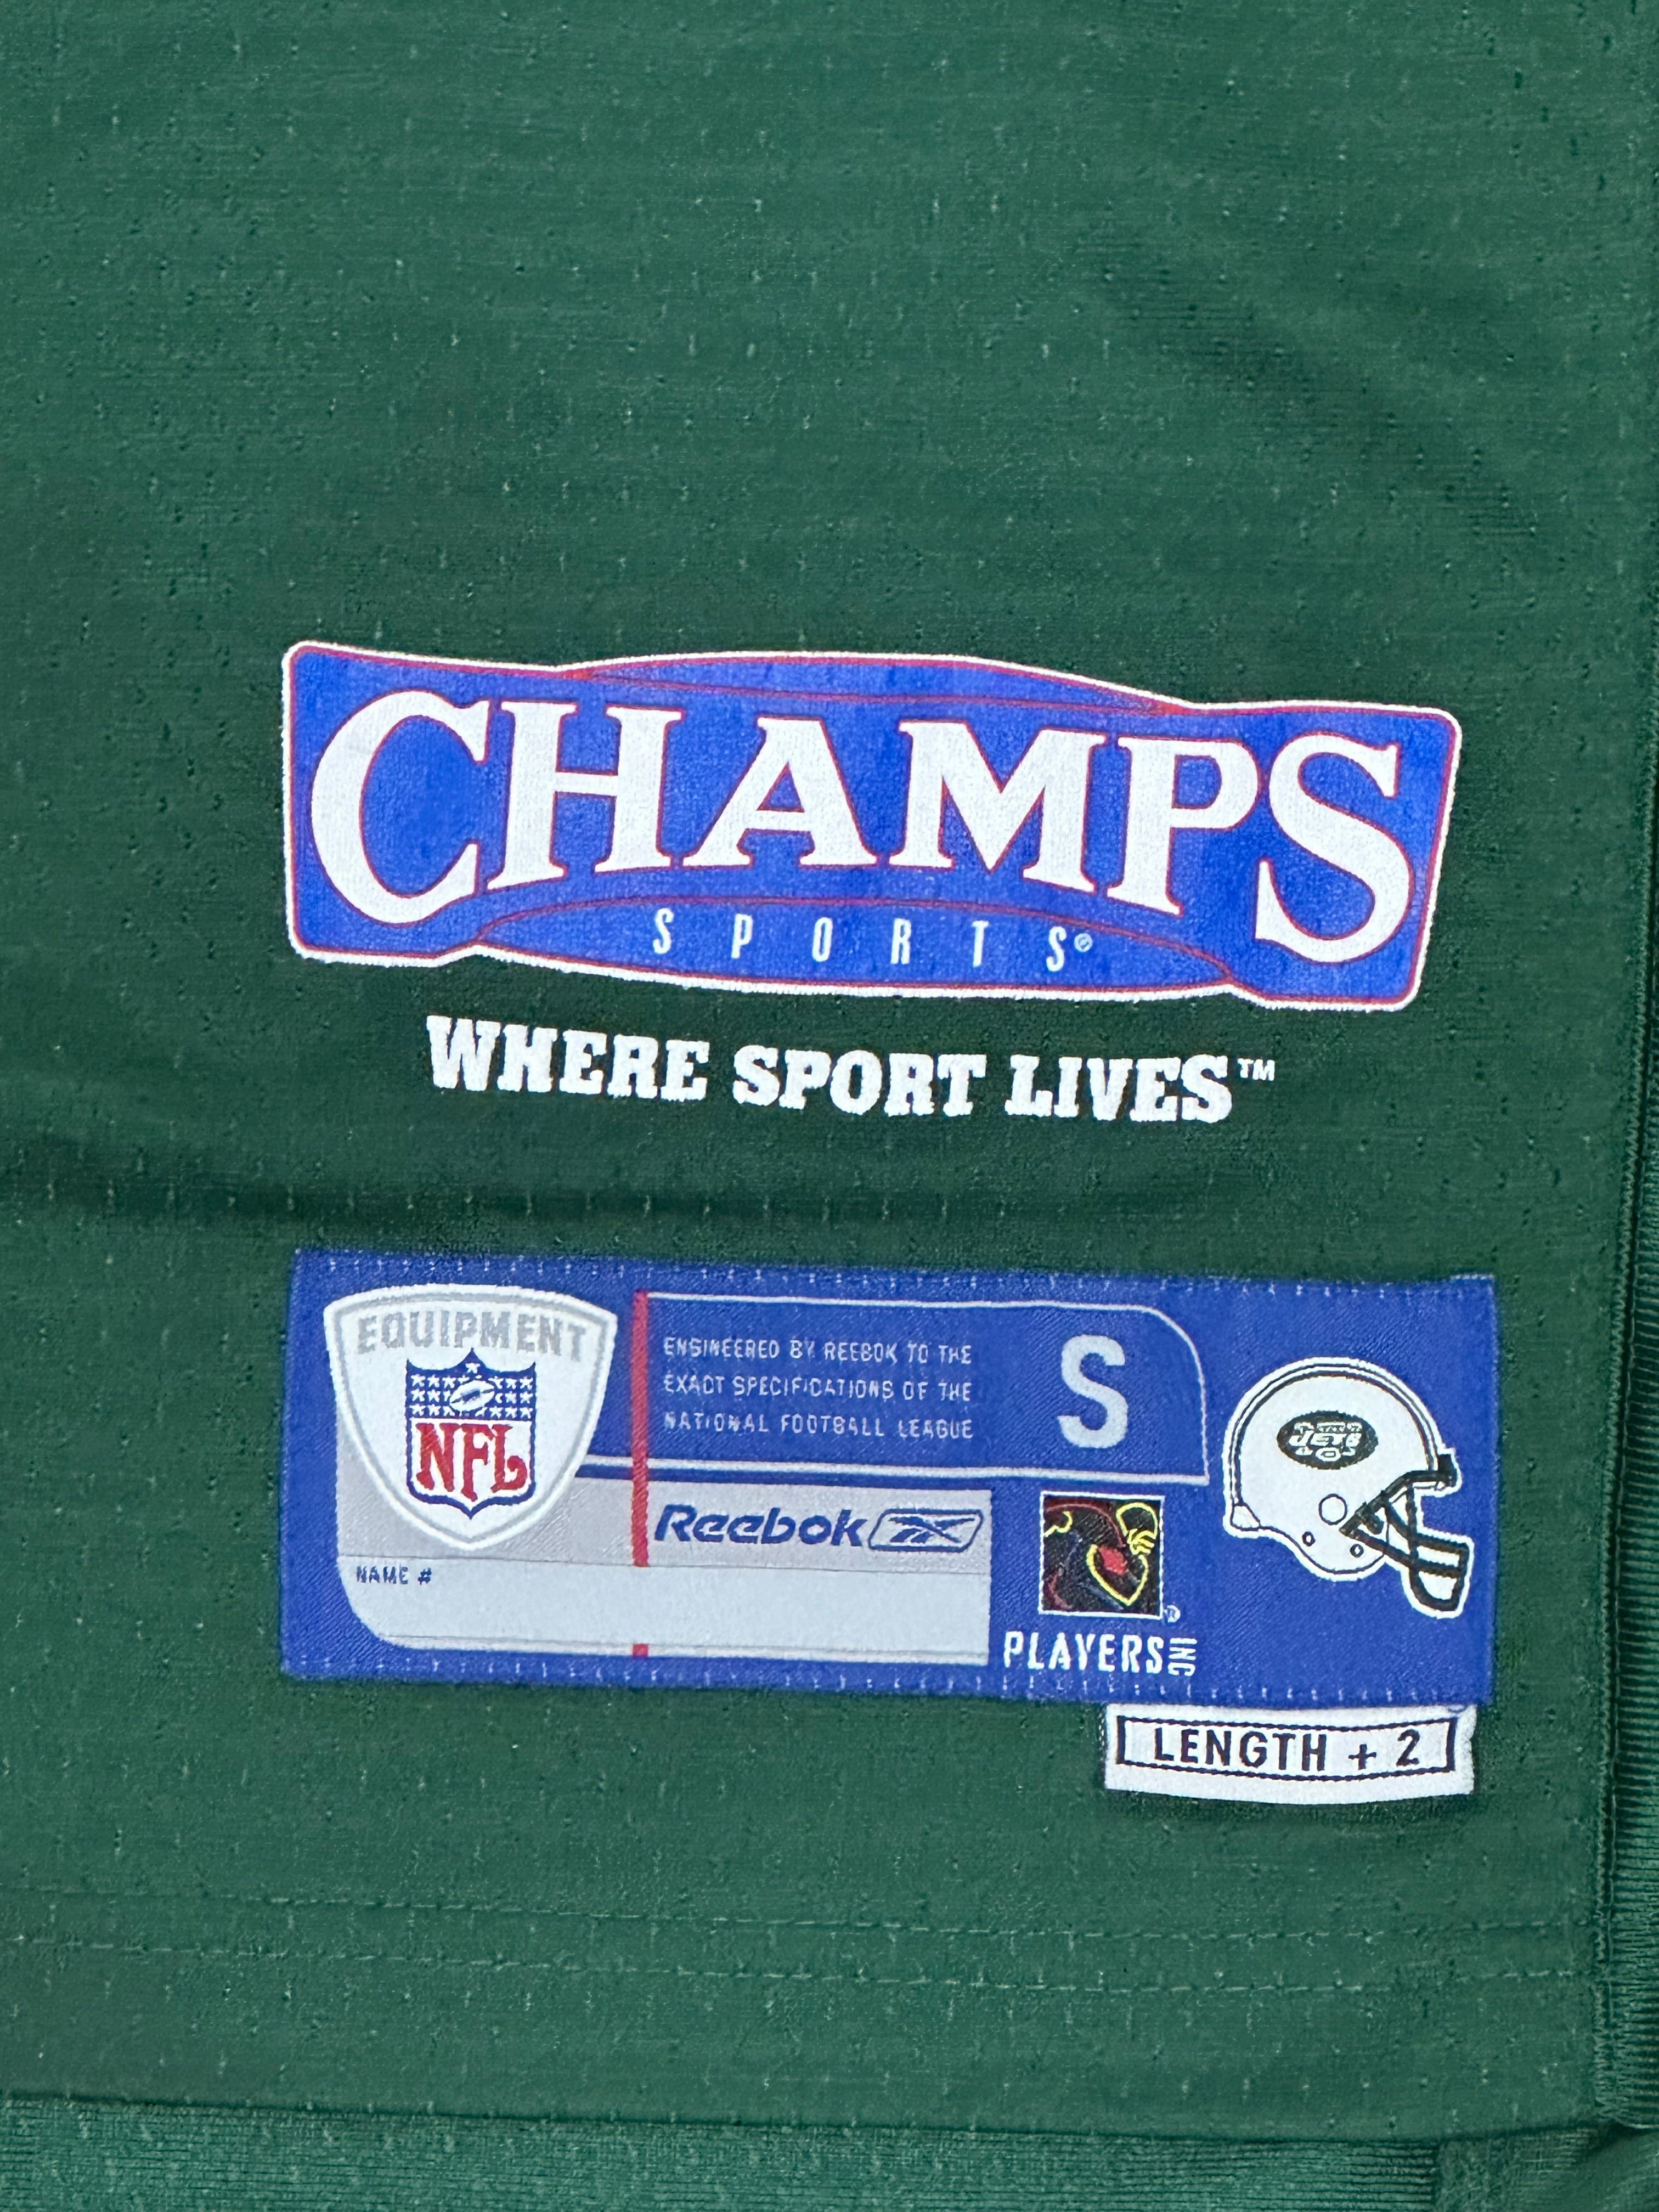 CHAMPS
SPORTS®
WHERE SPORT LIVES™
EQUIPMENT
NFL
ENGINEERED BY REEBOK TO THE
EXACT SPECIFICATIONS OF THE
NATIONAL FOOTBALL LEAGUE
S
JETS
Reebok
NAME #
®
PLAYERS INC
LENGTH + 2